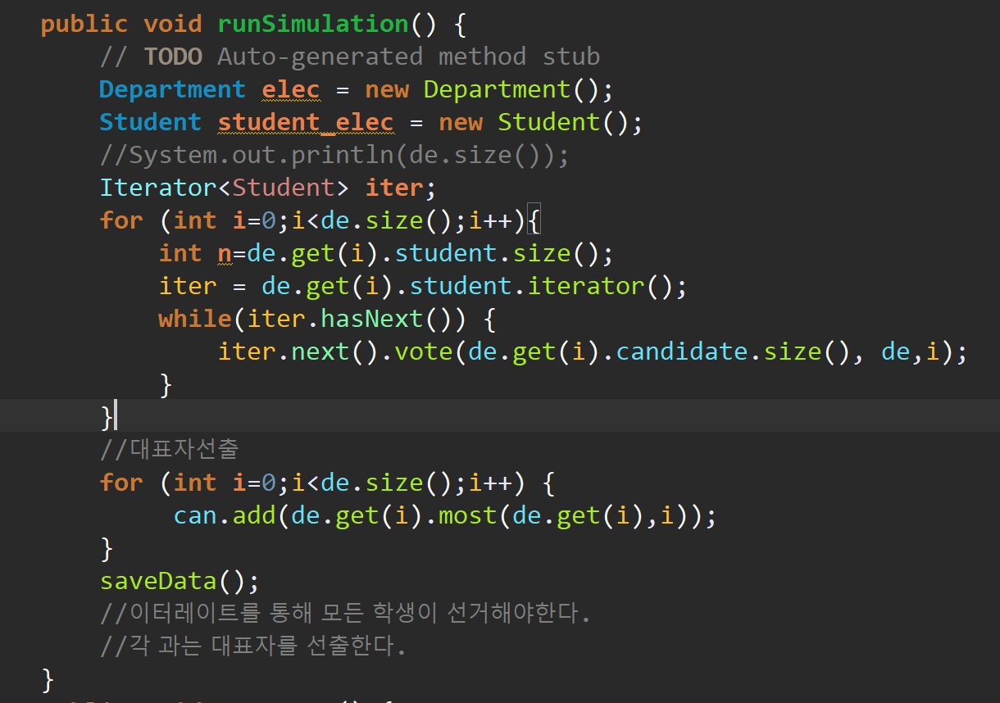 public void runSimulation() {
// TODO Auto-generated method stub
Department elec = new Department();
Student student_elec = new Student();
//System.out.println(de.size());
Iterator<Student> iter;
for (int i=0;i<de.size();i++){
int n=de.get(i).student.size();
iter = de.get(i).student.iterator();
while(iter.hasNext()) {
iter.next().vote(de.get(i).candidate.size(), de,i);
}
}
//대표자선출
for (int i=0;i<de.size();i++) {
can.add(de.get(i).most(de.get(i),i));
}
saveData();
//이터레이트를 통해 모든 학생이 선거해야한다.
//각 과는 대표자를 선출한다.
}